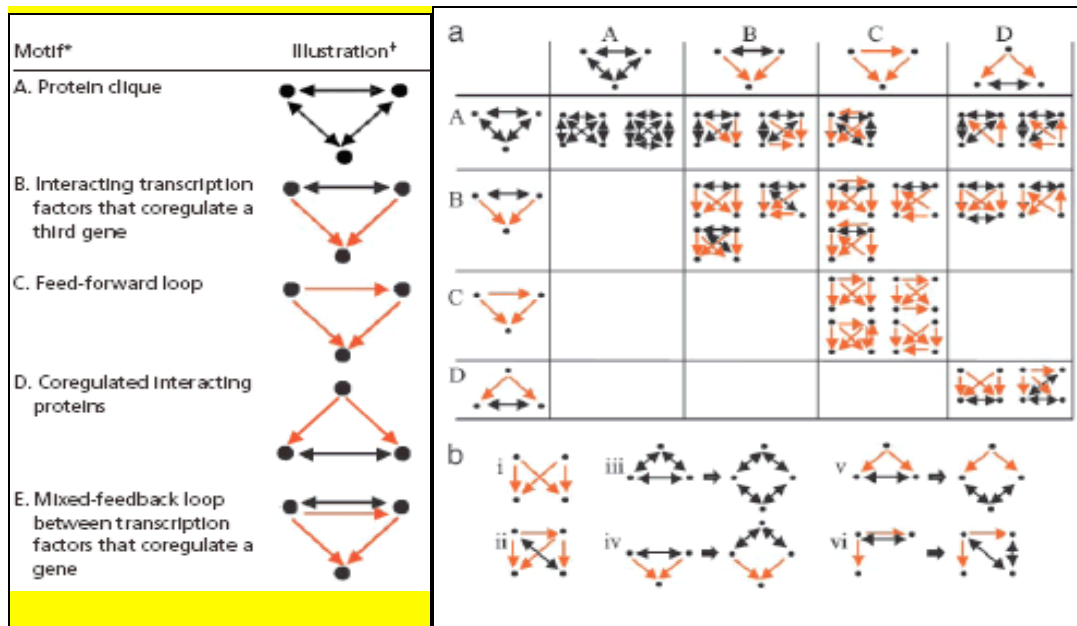 Motif* Illustration†
A. Protein clique
B. Interacting transcription
factors that coregulate a
third gene
C. Feed-forward loop
D. Coregulated interacting
proteins
E. Mixed-feedback loop
between transcription
factors that coregulate a
gene
a
A B C D
A
B
C
D
b
i iii v
ii iv vi